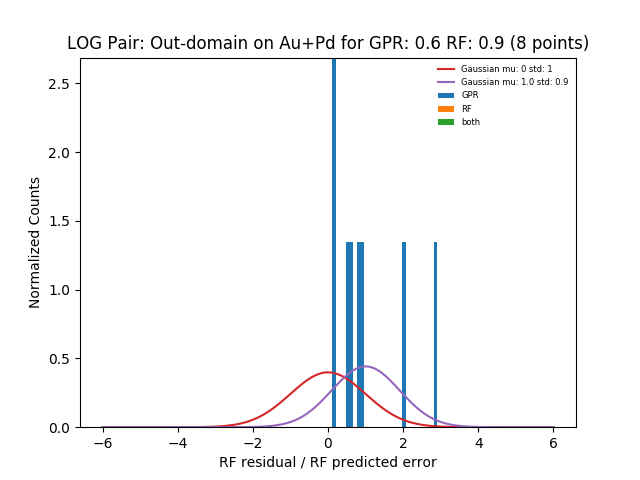 LOG Pair: Out-domain on Au+Pd for GPR: 0.6 RF: 0.9 (8 points)
Gaussian mu: 0 std: 1
Gaussian mu: 1.0 std: 0.9
GPR
RF
both
Normalized Counts
2.5
2.0
1.5
1.0
0.5
0.0
−6 −4 −2 0 2 4 6
RF residual / RF predicted error